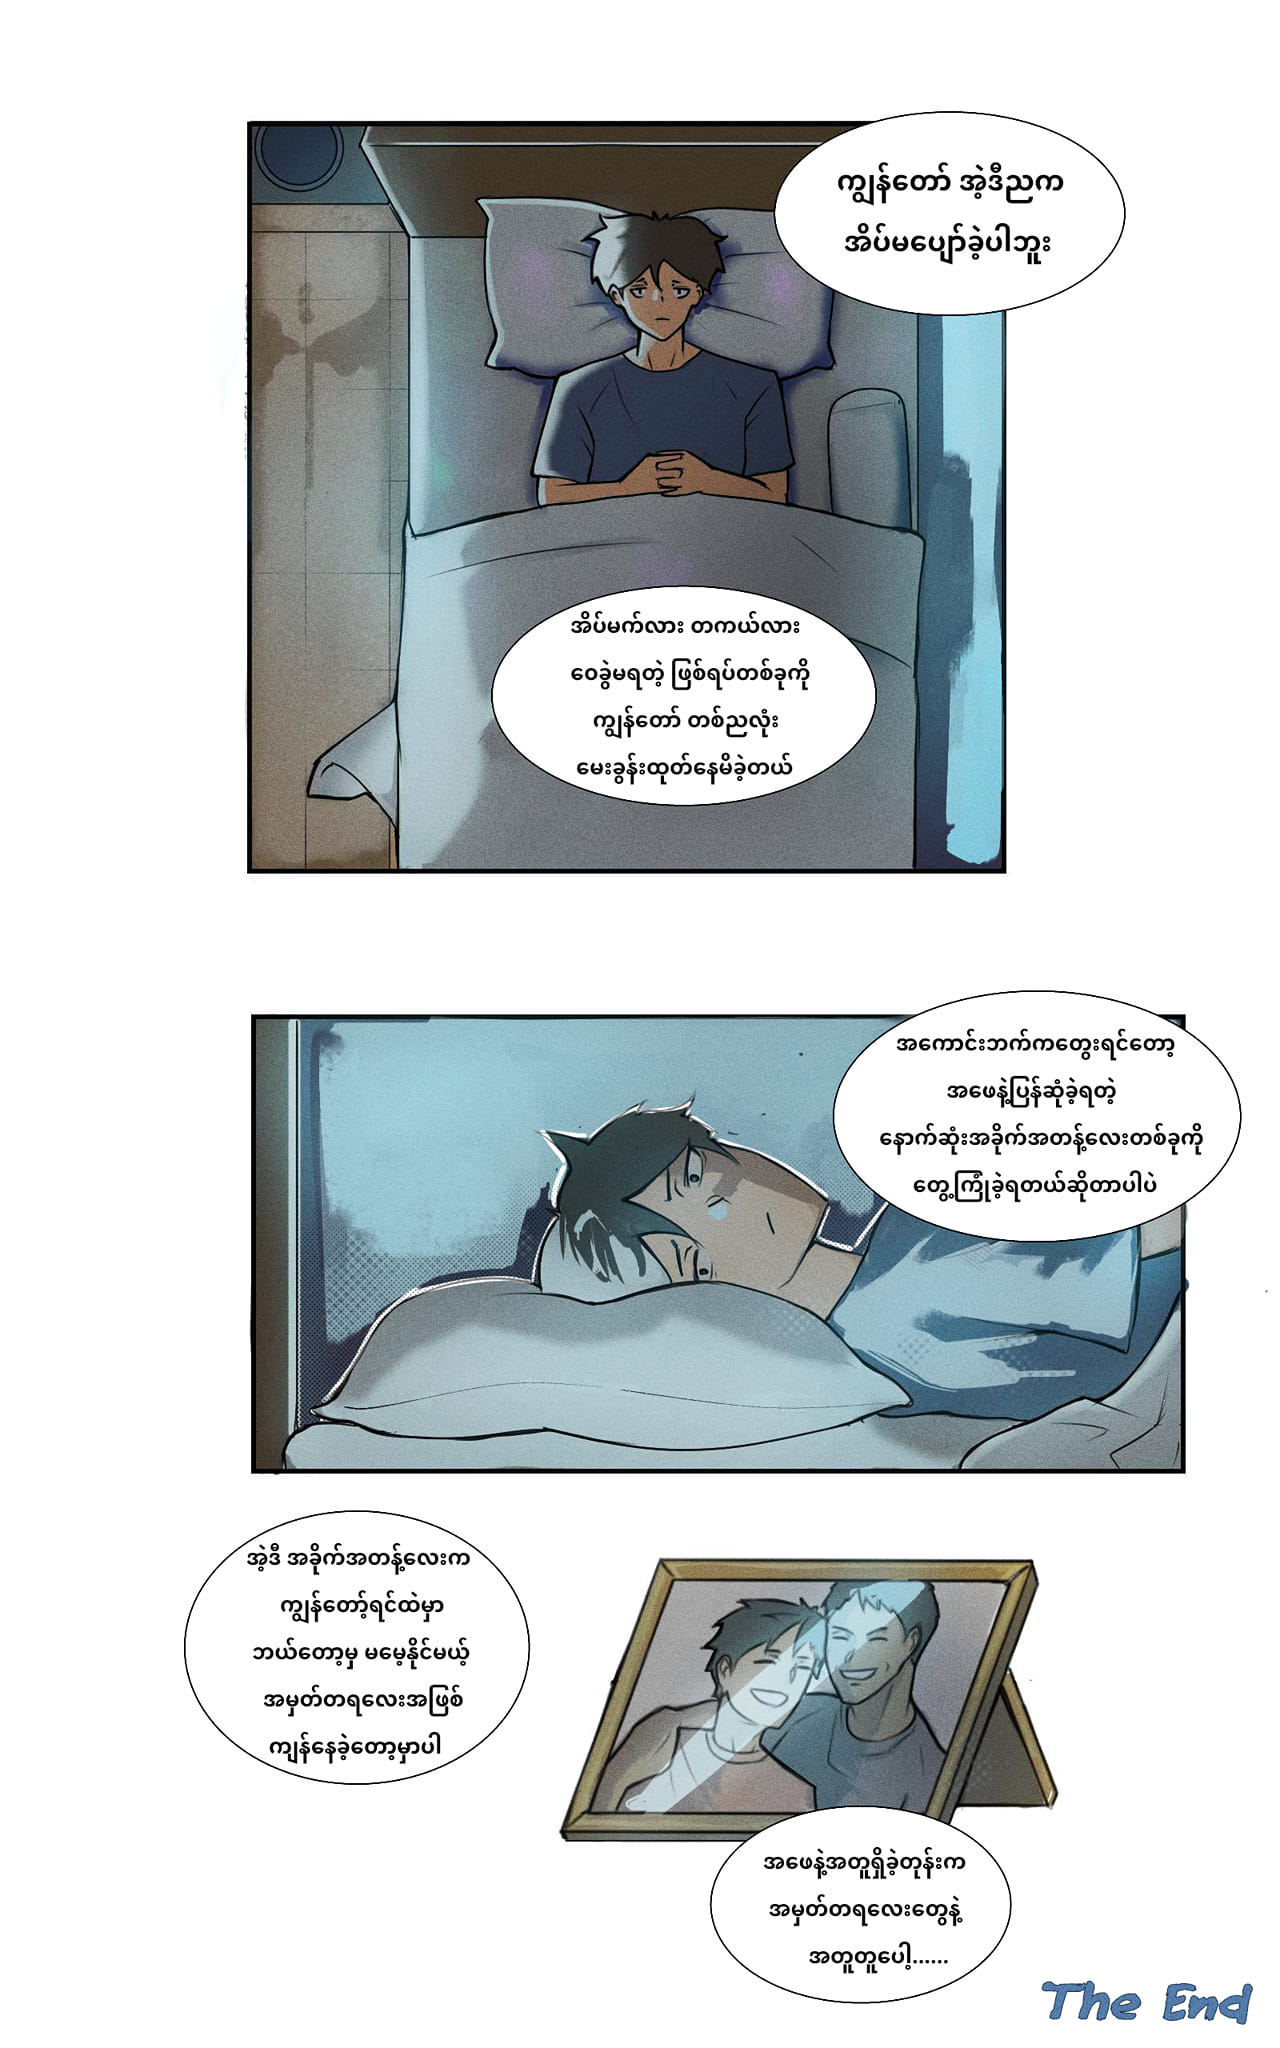 ကျွန်တော် အဲ့ဒီညက
အိပ်မပျော်ခဲ့ပါဘူး
အိပ်မက်လား တကယ်လား
ဝေခွဲမရတဲ့ ဖြစ်ရပ်တစ်ခုကို
ကျွန်တော် တစ်ညလုံး
မေးခွန်းထုတ်နေမိခဲ့တယ်
အကောင်းဘက်ကတွေးရင်တော့
အဖေနဲ့ပြန်ဆုံခဲ့ရတဲ့
နောက်ဆုံးအခိုက်အတန့်လေးတစ်ခုကို
တွေ့ကြုံခဲ့ရတယ်ဆိုတာပါပဲ
အဲ့ဒီ အခိုက်အတန့်လေးက
ကျွန်တော့်ရင်ထဲမှာ
ဘယ်တော့မှ မမေ့နိုင်မယ့်
အမှတ်တရလေးအဖြစ်
ကျန်နေခဲ့တော့မှာပါ
အဖေနဲ့အတူရှိခဲ့တုန်းက
အမှတ်တရလေးတွေနဲ့
အတူတူပေါ့......
The End